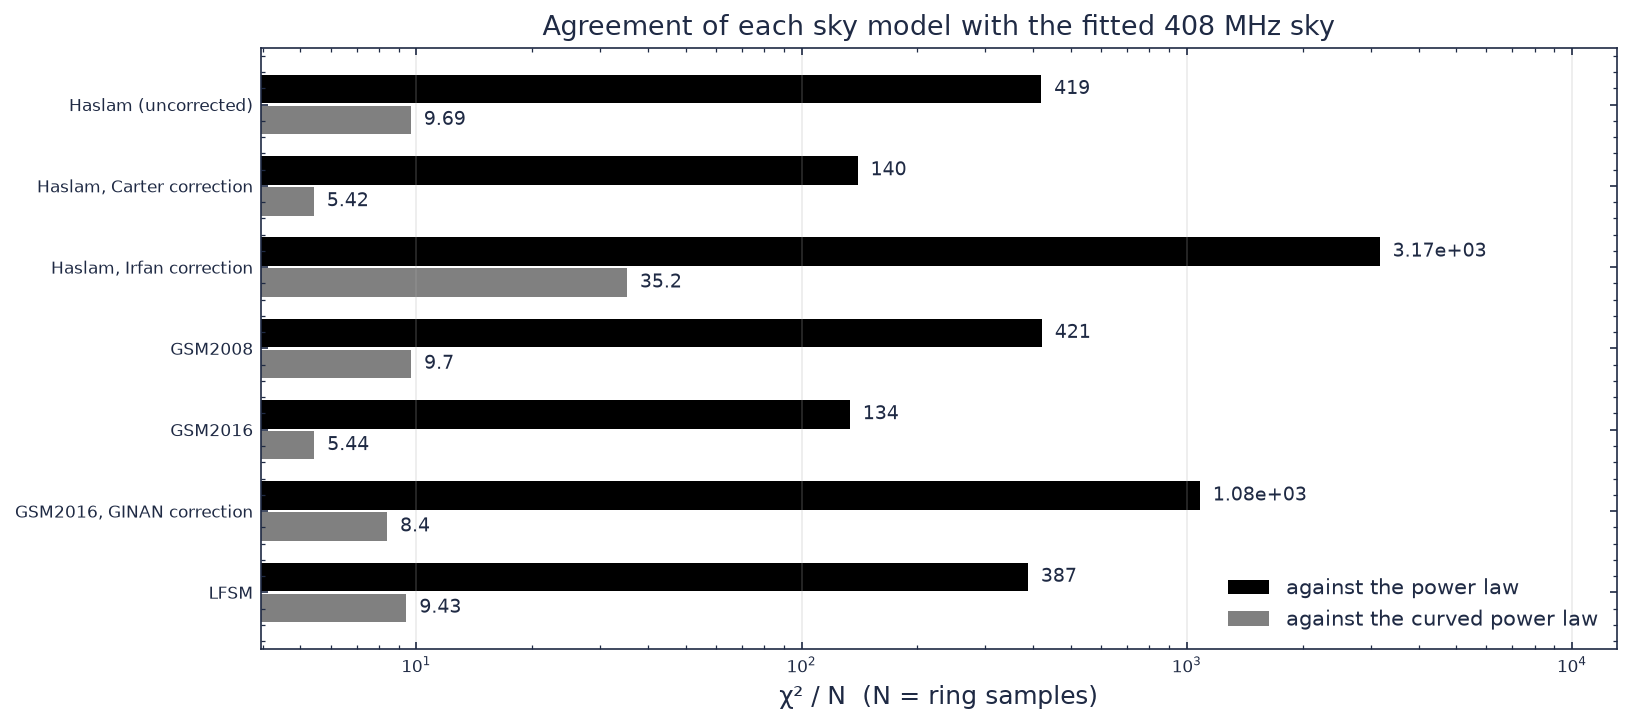 Agreement of each sky model with the fitted 408 MHz sky
Haslam (uncorrected)
419
9.69
Haslam, Carter correction
140
5.42
Haslam, Irfan correction
3.17e+03
35.2
GSM2008
421
9.7
GSM2016
134
5.44
GSM2016, GINAN correction
1.08e+03
8.4
LFSM
387
9.43
against the power law
against the curved power law
10¹ 10² 10³ 10⁴
χ² / N (N = ring samples)